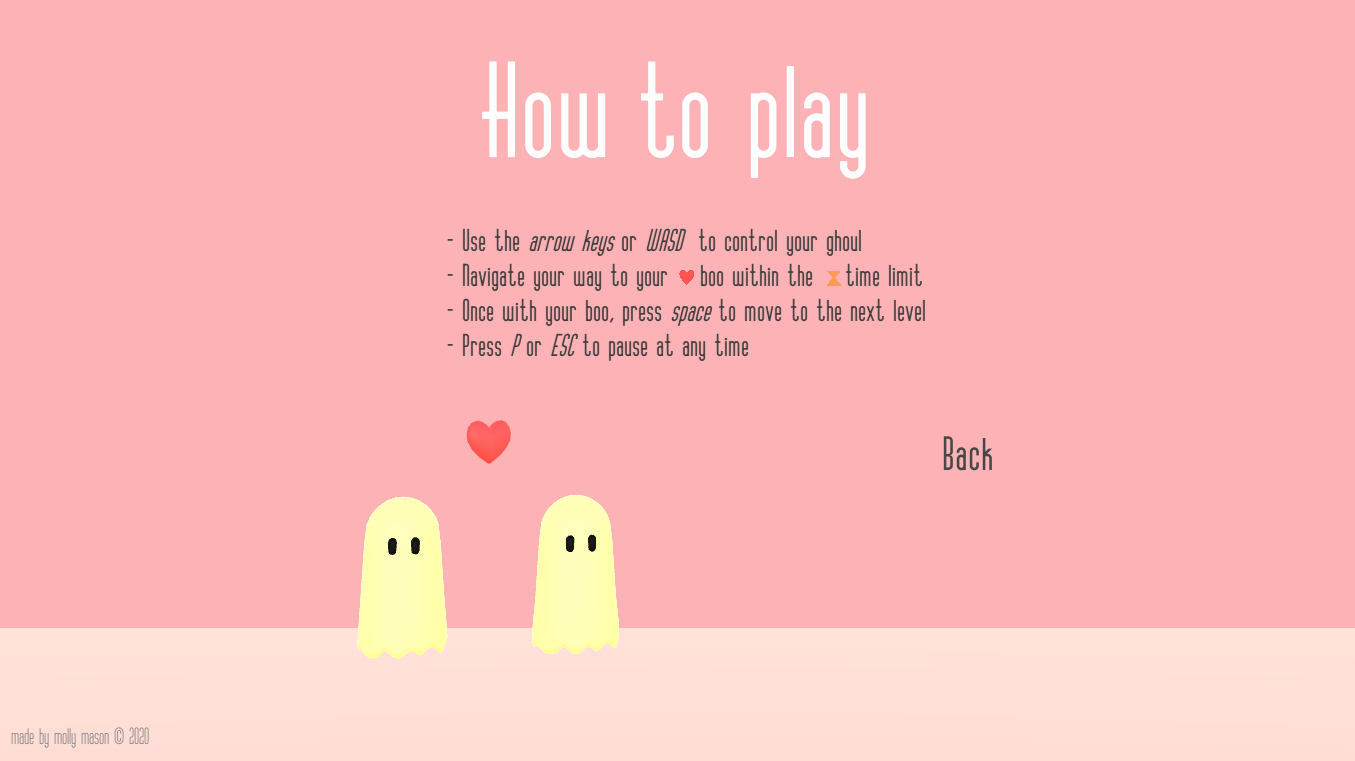 How to play
- Use the arrow keys or WASD to control your ghoul
- Navigate your way to your boo within the time limit
- Once with your boo, press space to move to the next level
- Press P or ESC to pause at any time
Back
made by molly mason © 2020